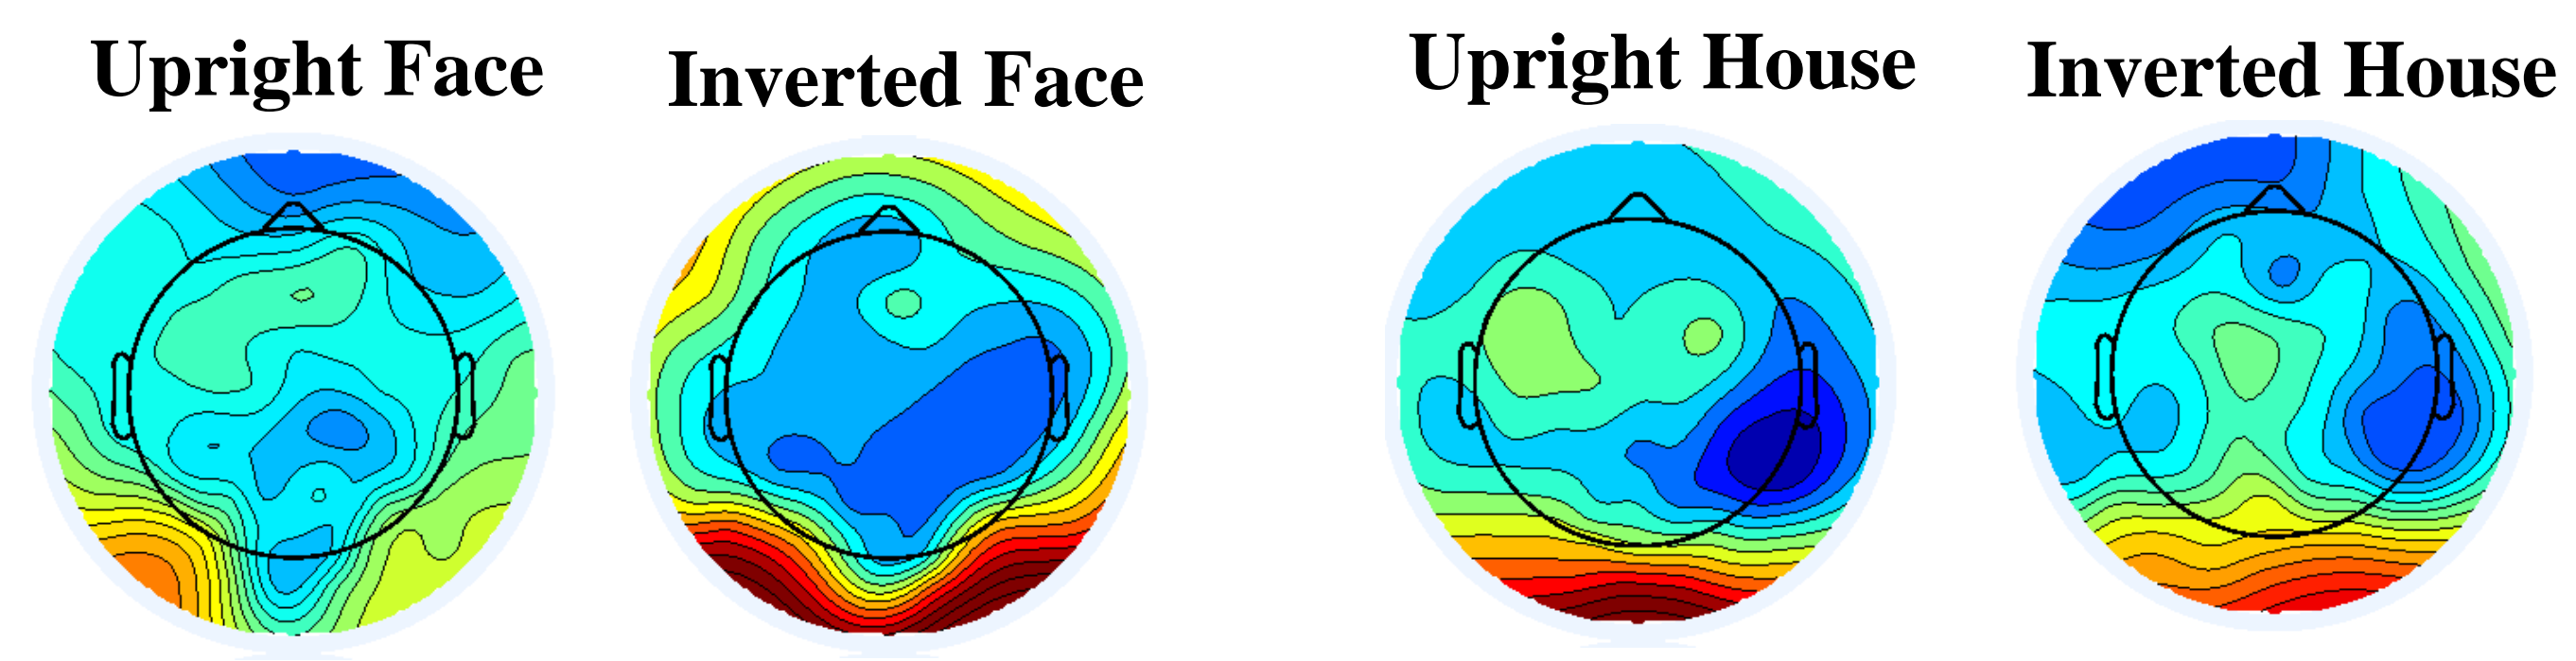 Upright Face
Inverted Face
Upright House
Inverted House